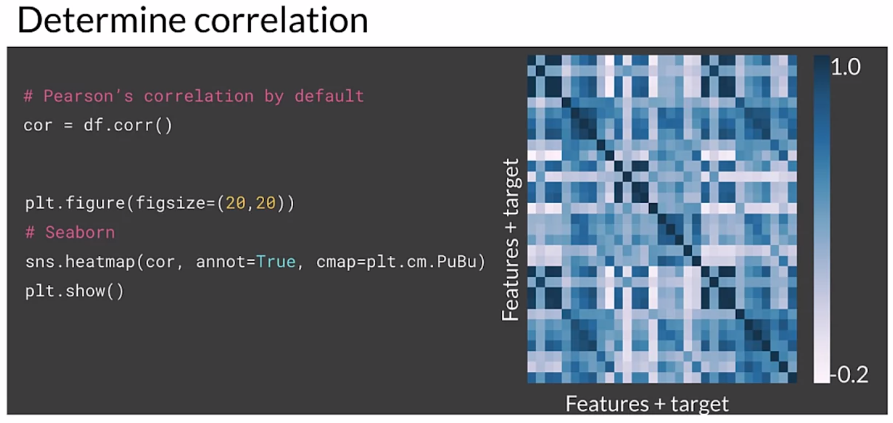 Determine correlation
# Pearson's correlation by default
cor = df.corr()
plt.figure(figsize=(20,20))
# Seaborn
sns.heatmap(cor, annot=True, cmap=plt.cm.PuBu)
plt.show()
Features + target
1.0
-0.2
Features + target